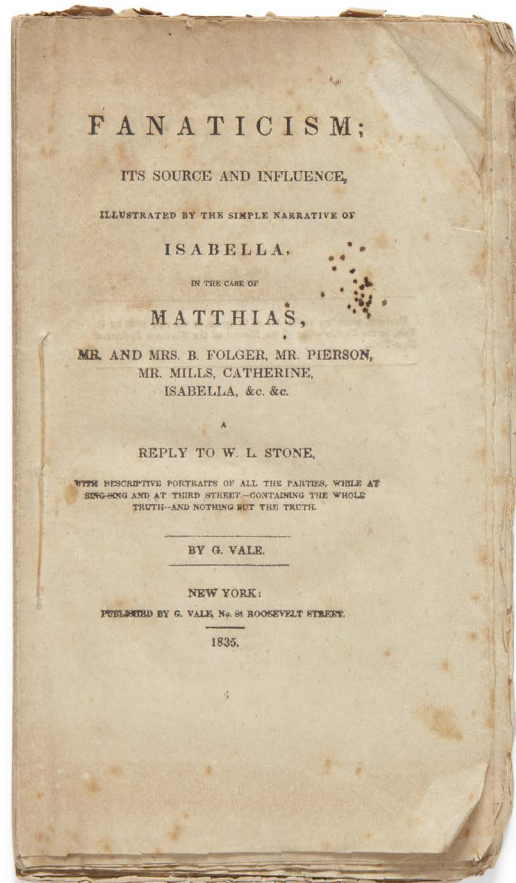 FANATICISM;
ITS SOURCE AND INFLUENCE,
ILLUSTRATED BY THE SIMPLE NARRATIVE OF
ISABELLA,
IN THE CASE OF
MATTHIAS,
MR. AND MRS. B. FOLGER, MR. PIERSON,
MR. MILLS, CATHERINE,
ISABELLA, &c. &c.
A
REPLY TO W. L. STONE,
WITH DESCRIPTIVE PORTRAITS OF ALL THE PARTIES, WHILE AT
SING-SING AND AT THIRD STREET.—CONTAINING THE WHOLE
TRUTH—AND NOTHING BUT THE TRUTH.
BY G. VALE.
NEW YORK:
PUBLISHED BY G. VALE, No. 84 ROOSEVELT STREET.
1835.